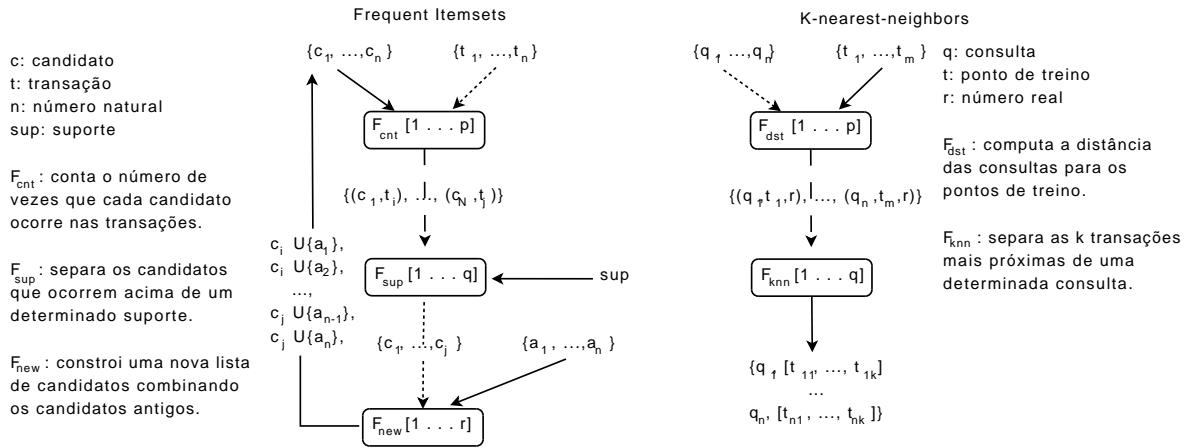 Frequent Itemsets
c: candidato
t: transação
n: número natural
sup: suporte
F_cnt : conta o número de
vezes que cada candidato
ocorre nas transações.
F_sup : separa os candidatos
que ocorrem acima de um
determinado suporte.
F_new : constroi uma nova lista
de candidatos combinando
os candidatos antigos.
{c_1, ...,c_n }
{t_1, ...,t_n }
F_cnt [1 . . . p]
{(c_1,t_i), ..., (c_N ,t_j )}
F_sup [1 . . . q]
sup
c_i U{a_1},
c_i U{a_2},
...,
c_j U{a_n-1},
c_j U{a_n},
{c_1, ...,c_j }
{a_1 , ...,a_n }
F_new [1 . . . r]
K-nearest-neighbors
{q_1, ...,q_n}
{t_1, ...,t_m }
F_dst [1 . . . p]
{(q_1,t_1,r), ..., (q_n,t_m,r)}
F_knn [1 . . . q]
{q_1, [t_11, ..., t_1k]
...
q_n, [t_n1 , ..., t_nk ]}
q: consulta
t: ponto de treino
r: número real
F_dst : computa a distância
das consultas para os
pontos de treino.
F_knn : separa as k transações
mais próximas de uma
determinada consulta.